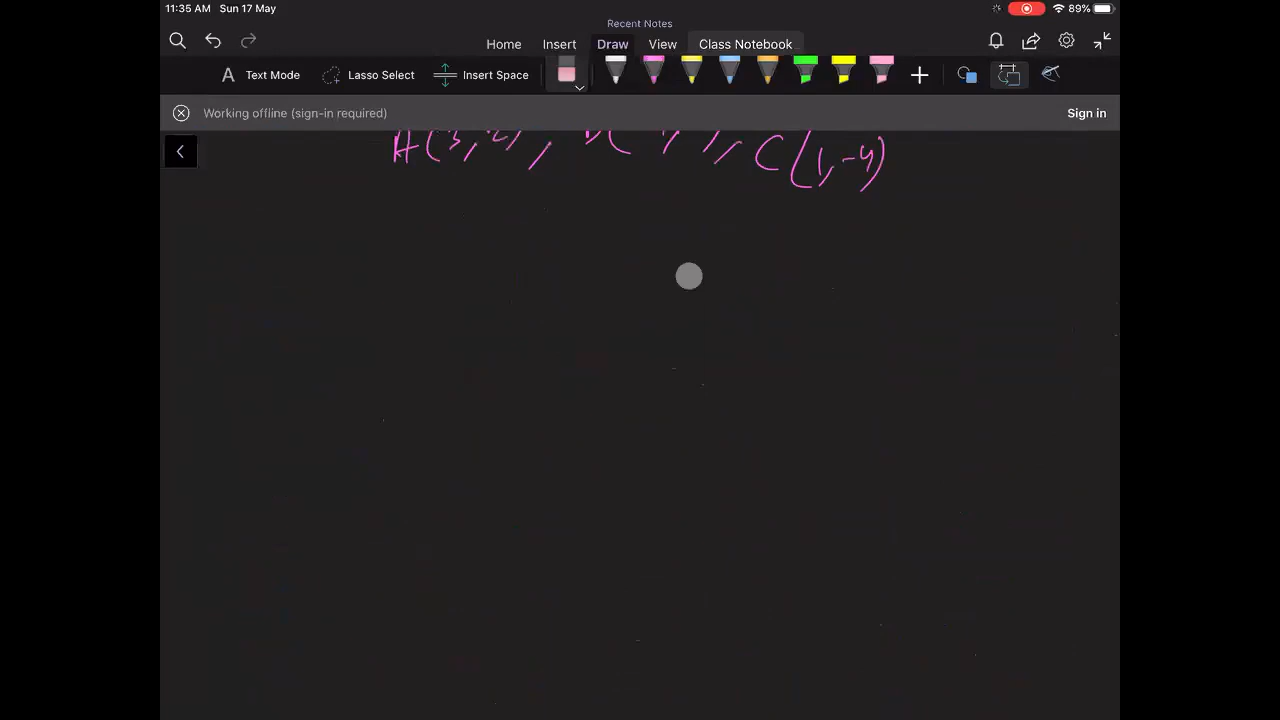 11:35 AM Sun 17 May
89%
Recent Notes
Home Insert Draw View Class Notebook
A Text Mode Lasso Select Insert Space
Working offline (sign-in required) Sign in
C(1,-4)